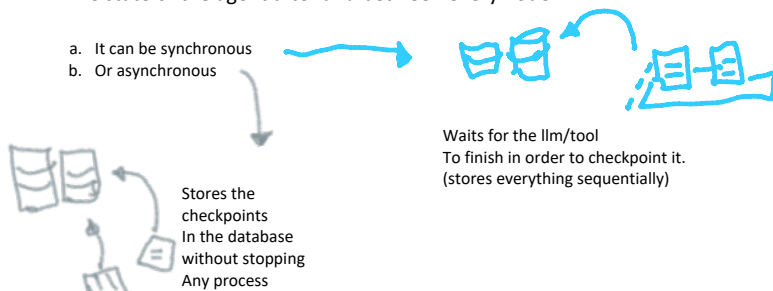 a. It can be synchronous
b. Or asynchronous
Waits for the llm/tool
To finish in order to checkpoint it.
(stores everything sequentially)
Stores the
checkpoints
In the database
without stopping
Any process